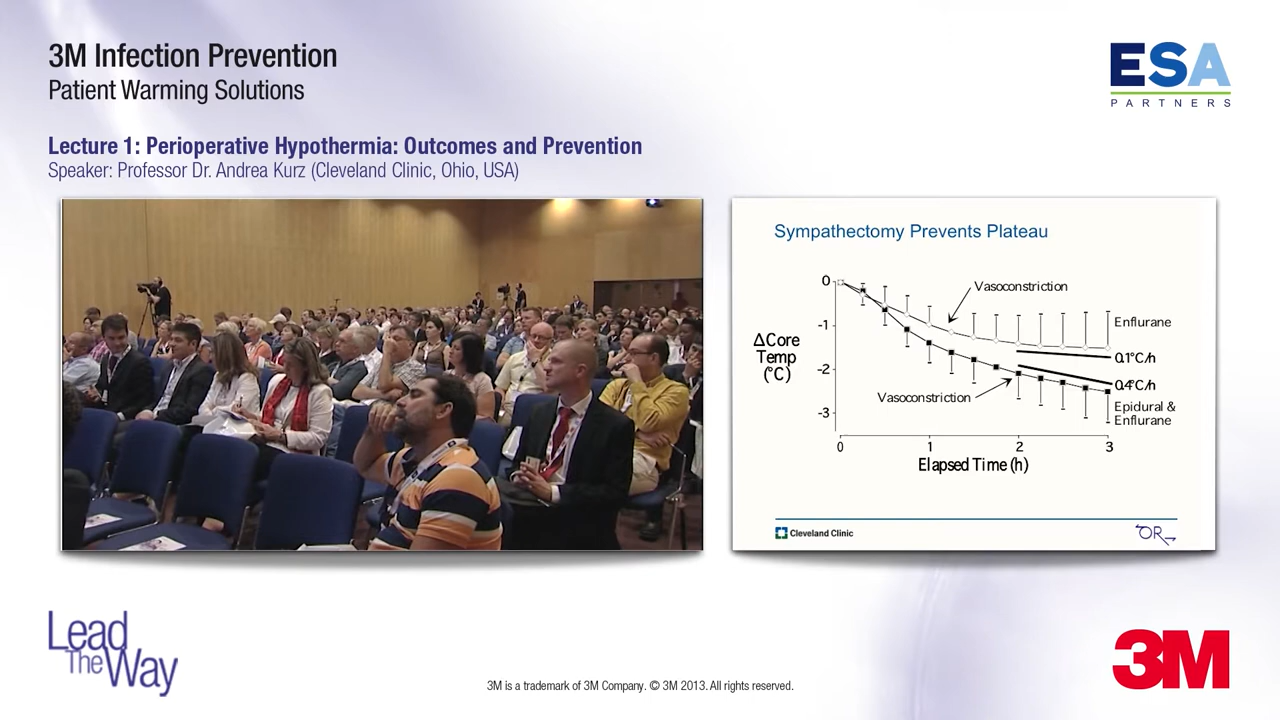 3M Infection Prevention
Patient Warming Solutions
ESA
PARTNERS
Lecture 1: Perioperative Hypothermia: Outcomes and Prevention
Speaker: Professor Dr. Andrea Kurz (Cleveland Clinic, Ohio, USA)
Sympathectomy Prevents Plateau
0
-1
-2
-3
ΔCore
Temp
(°C)
Vasoconstriction
Enflurane
0.1°C/h
0.4°C/h
Vasoconstriction
Epidural &
Enflurane
0
1
2
3
Elapsed Time (h)
Cleveland Clinic
OR
Lead
The Way
3M
3M is a trademark of 3M Company. © 3M 2013. All rights reserved.